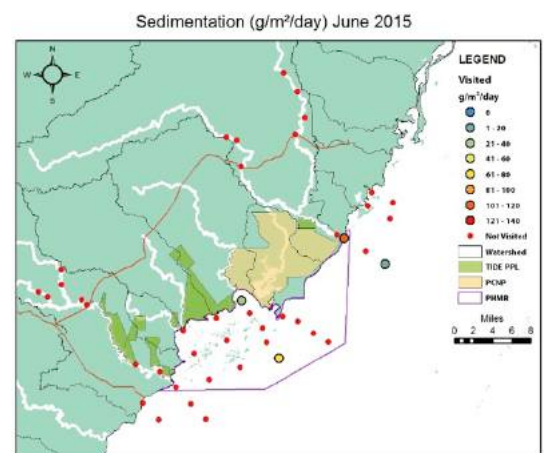 Sedimentation (g/m²/day) June 2015
N
W E
S
LEGEND
Visited
g/m²/day
0
1 - 20
21 - 40
41 - 60
61 - 80
81 - 100
101 - 120
121 - 140
Not Visited
Watershed
TIDE PPL
PCNP
PHMR
Miles
0 2 4 6 8